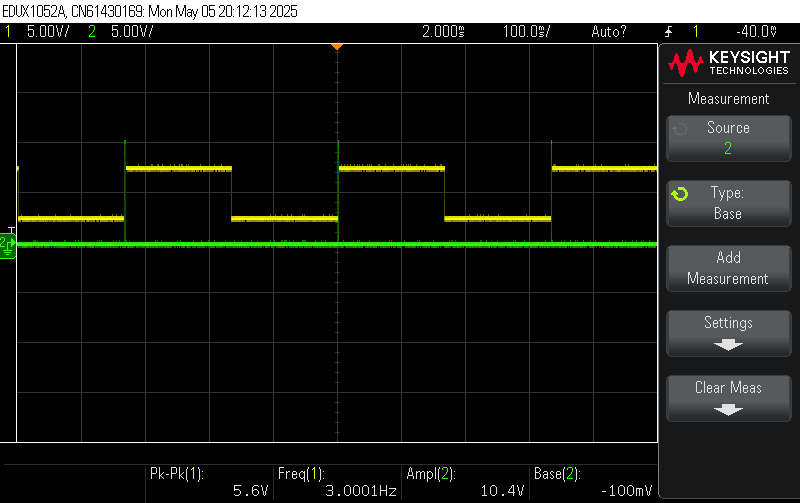 EDUX1052A, CN61430169: Mon May 05 20:12:13 2025
1 5.00V/ 2 5.00V/ 2.000s 100.0s/ Auto? 1 -40.0V
KEYSIGHT
TECHNOLOGIES
Measurement
Source
2
Type:
Base
Add
Measurement
Settings
Clear Meas
T
2
Pk-Pk(1): Freq(1): Ampl(2): Base(2):
5.6V 3.0001Hz 10.4V -100mV